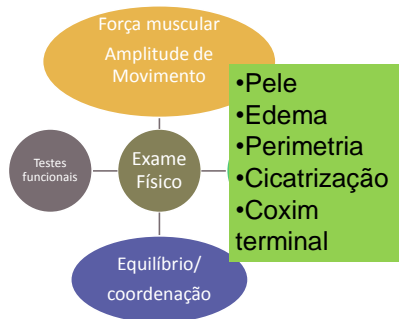 Força muscular
Amplitude de
Movimento
•Pele
•Edema
•Perimetria
•Cicatrização
•Coxim
terminal
Testes
funcionais
Exame
Físico
Equilíbrio/
coordenação